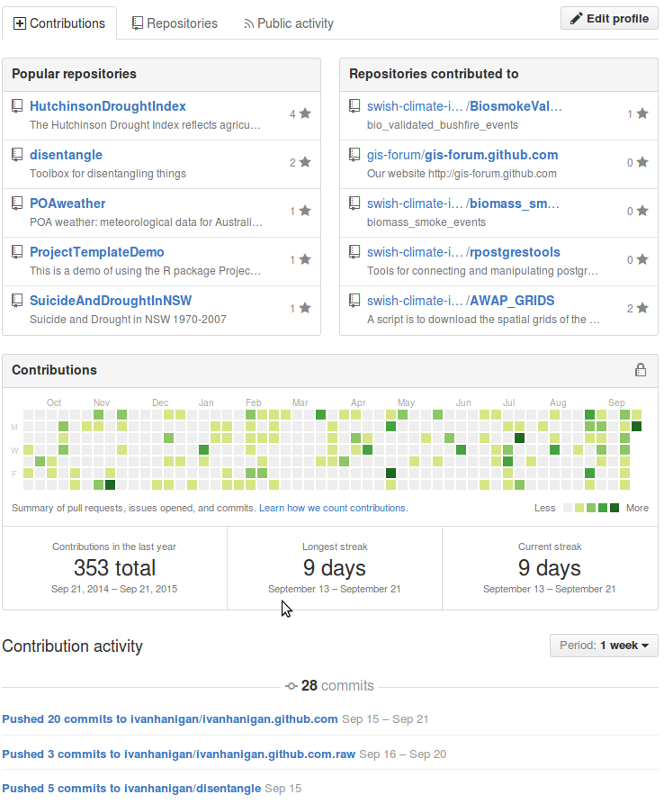 Contributions
Repositories
Public activity
Edit profile
Popular repositories
HutchinsonDroughtIndex
4
The Hutchinson Drought Index reflects agricu…
disentangle
2
Toolbox for disentangling things
POAweather
1
POA weather: meteorological data for Australi…
ProjectTemplateDemo
1
This is a demo of using the R package Projec…
SuicideAndDroughtInNSW
1
Suicide and Drought in NSW 1970-2007
Repositories contributed to
swish-climate-i… /BiosmokeVal…
1
bio_validated_bushfire_events
gis-forum/gis-forum.github.com
0
Our website http://gis-forum.github.com
swish-climate-i… /biomass_sm…
0
biomass_smoke_events
swish-climate-i… /rpostgrestools
0
Tools for connecting and manipulating postgr…
swish-climate-i… /AWAP_GRIDS
2
A script is to download the spatial grids of the …
Contributions
Oct Nov Dec Jan Feb Mar Apr May Jun Jul Aug Sep
M
W
F
Summary of pull requests, issues opened, and commits. Learn how we count contributions.
Less More
Contributions in the last year
353 total
Sep 21, 2014 – Sep 21, 2015
Longest streak
9 days
September 13 – September 21
Current streak
9 days
September 13 – September 21
Contribution activity
Period: 1 week
28 commits
Pushed 20 commits to ivanhanigan/ivanhanigan.github.com Sep 15 – Sep 21
Pushed 3 commits to ivanhanigan/ivanhanigan.github.com.raw Sep 16 – Sep 20
Pushed 5 commits to ivanhanigan/disentangle Sep 15